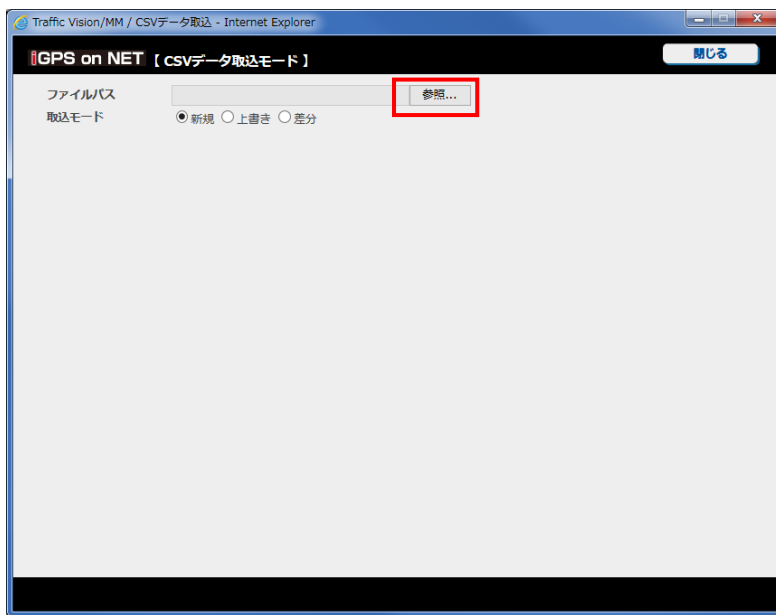 Traffic Vision/MM / CSVデータ取込 - Internet Explorer
iGPS on NET 【 CSVデータ取込モード 】 閉じる
ファイルパス 参照...
取込モード 新規 上書き 差分